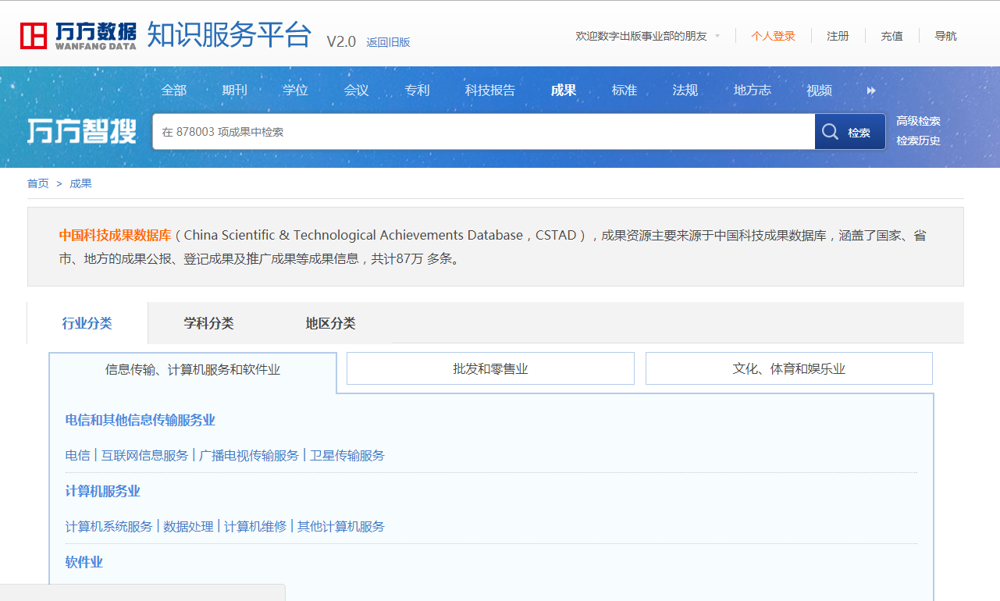 万方数据 WANFANG DATA 知识服务平台 V2.0 返回旧版 欢迎数字出版事业部的朋友 个人登录 注册 充值 导航
全部 期刊 学位 会议 专利 科技报告 成果 标准 法规 地方志 视频
万方智搜 在 878003 项成果中检索 检索 高级检索
检索历史
首页 > 成果
中国科技成果数据库（China Scientific & Technological Achievements Database，CSTAD），成果资源主要来源于中国科技成果数据库，涵盖了国家、省
市、地方的成果公报、登记成果及推广成果等成果信息，共计87万 多条。
行业分类 学科分类 地区分类
信息传输、计算机服务和软件业 批发和零售业 文化、体育和娱乐业
电信和其他信息传输服务业
电信 | 互联网信息服务 | 广播电视传输服务 | 卫星传输服务
计算机服务业
计算机系统服务 | 数据处理 | 计算机维修 | 其他计算机服务
软件业